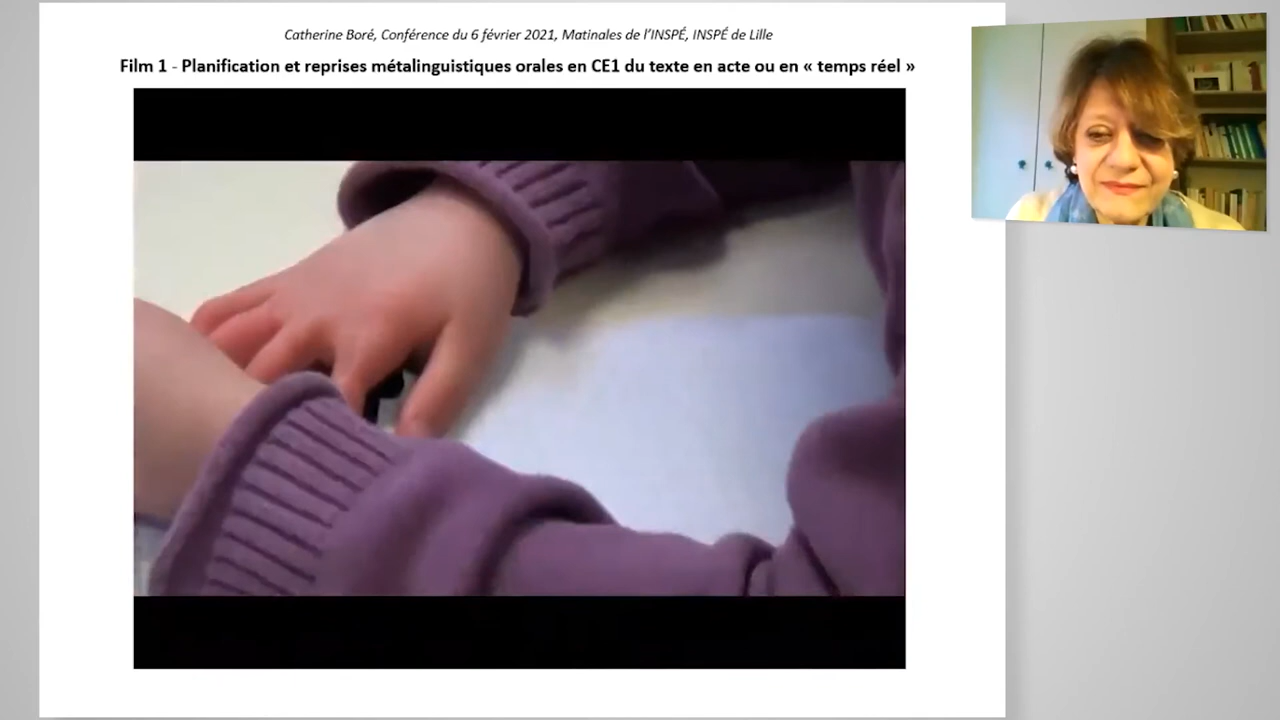 Catherine Boré, Conférence du 6 février 2021, Matinales de l'INSPÉ, INSPÉ de Lille
Film 1 - Planification et reprises métalinguistiques orales en CE1 du texte en acte ou en « temps réel »